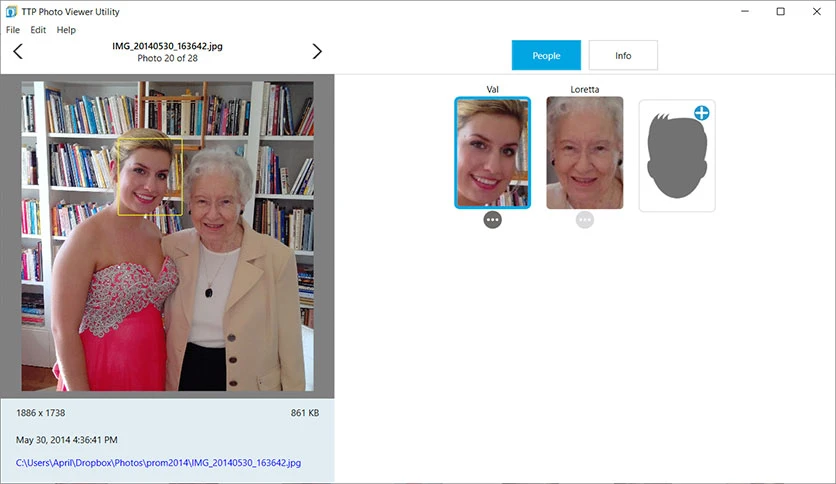 TTP Photo Viewer Utility
File Edit Help
IMG_20140530_163642.jpg
Photo 20 of 28
People Info
Val Loretta
1886 x 1738 861 KB
May 30, 2014 4:36:41 PM
C:\Users\April\Dropbox\Photos\prom2014\IMG_20140530_163642.jpg